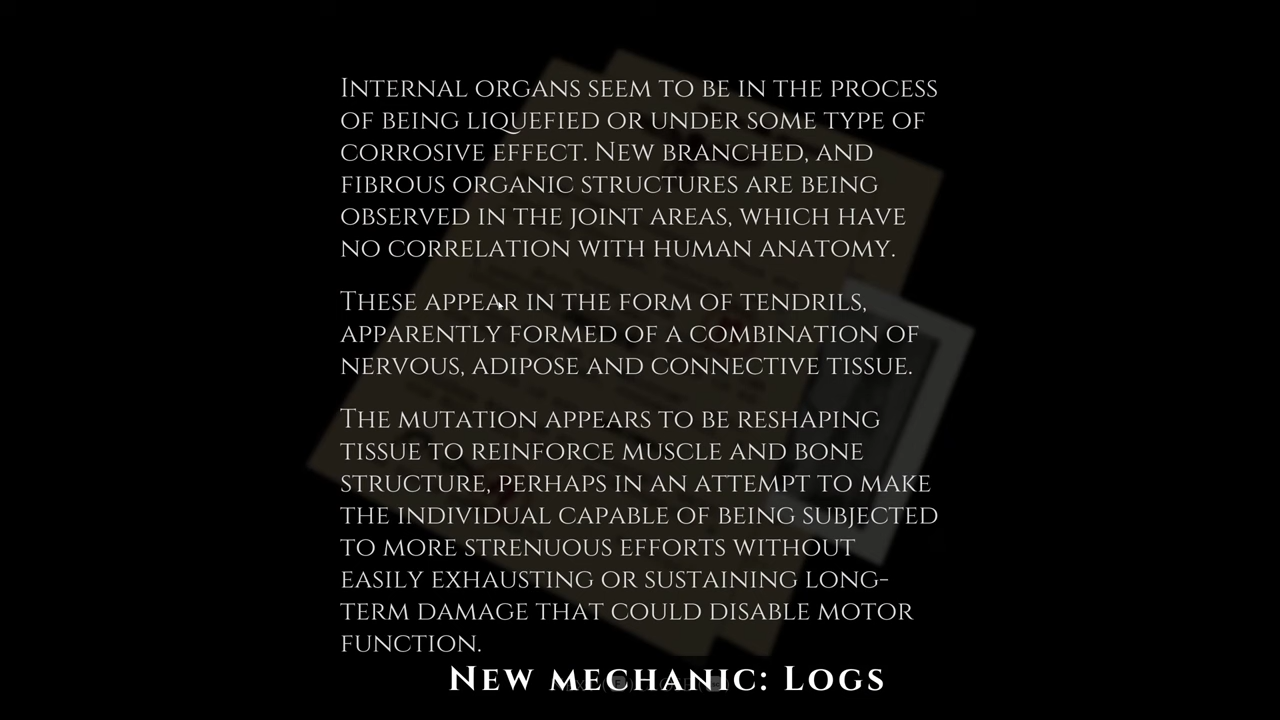 Internal organs seem to be in the process
of being liquefied or under some type of
corrosive effect. New branched, and
fibrous organic structures are being
observed in the joint areas, which have
no correlation with human anatomy.
These appear in the form of tendrils,
apparently formed of a combination of
nervous, adipose and connective tissue.
The mutation appears to be reshaping
tissue to reinforce muscle and bone
structure, perhaps in an attempt to make
the individual capable of being subjected
to more strenuous efforts without
easily exhausting or sustaining long-
term damage that could disable motor
function.
New mechanic: Logs